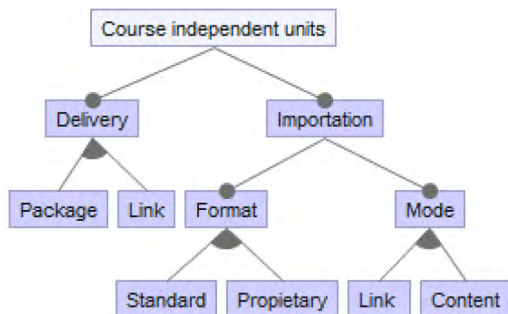 Course independent units
Delivery
Importation
Package
Link
Format
Mode
Standard
Propietary
Link
Content